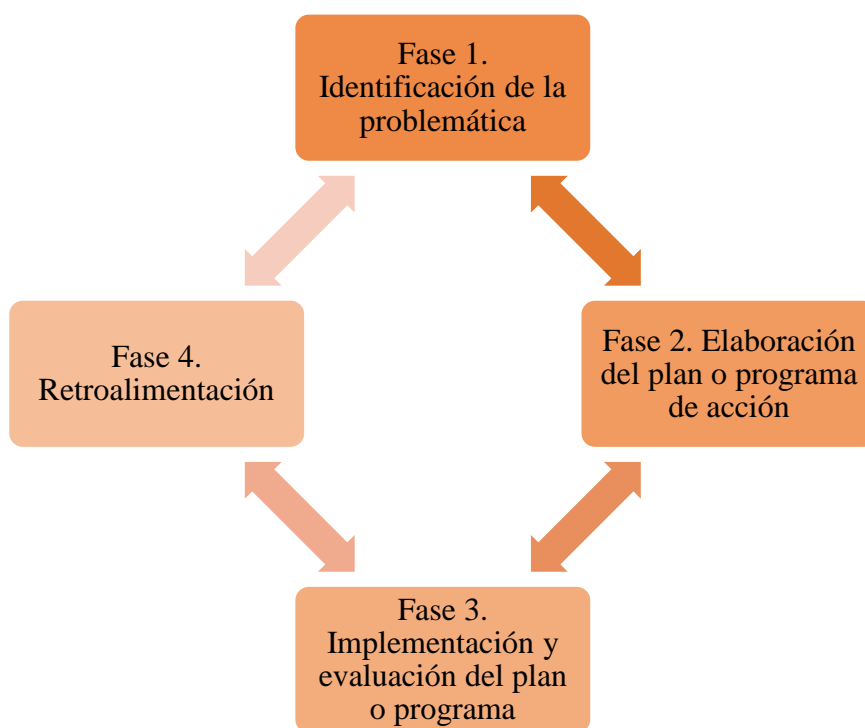 Fase 1.
Identificación de la
problemática
Fase 2. Elaboración
del plan o programa
de acción
Fase 3.
Implementación y
evaluación del plan
o programa
Fase 4.
Retroalimentación